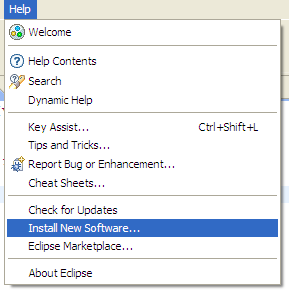 Help
Welcome
Help Contents
Search
Dynamic Help
Key Assist... Ctrl+Shift+L
Tips and Tricks...
Report Bug or Enhancement...
Cheat Sheets...
Check for Updates
Install New Software...
Eclipse Marketplace...
About Eclipse